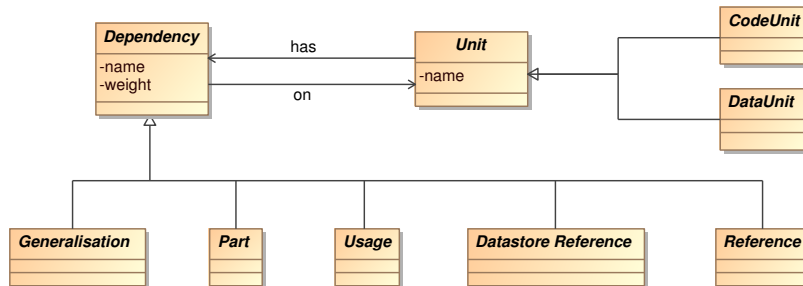 Dependency
-name
-weight
has
on
Unit
-name
CodeUnit
DataUnit
Generalisation
Part
Usage
Datastore Reference
Reference